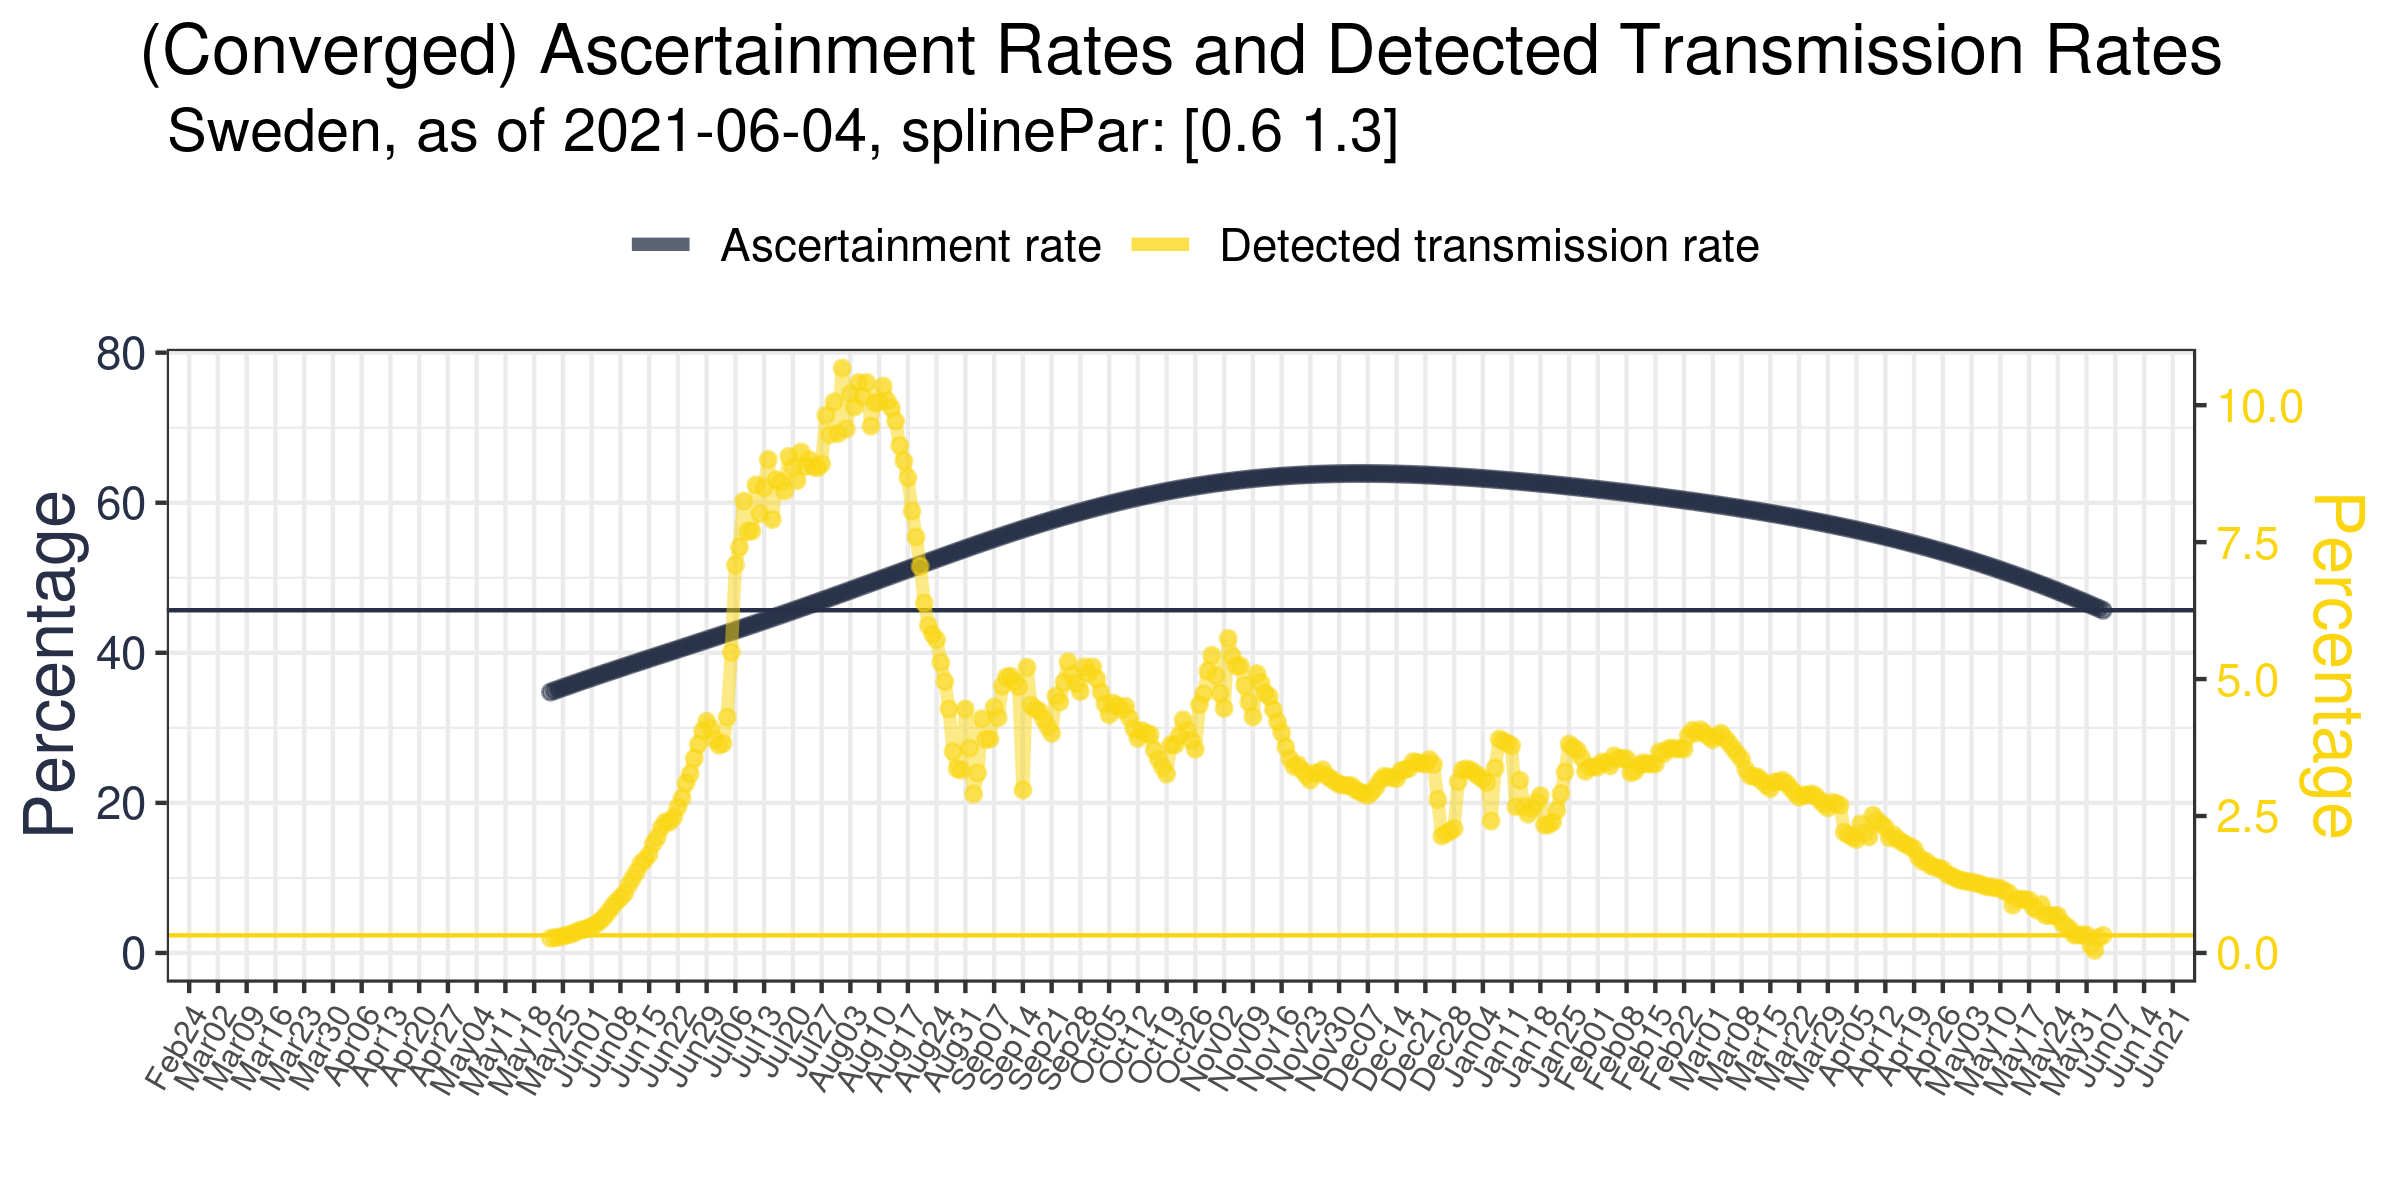 (Converged) Ascertainment Rates and Detected Transmission Rates
Sweden, as of 2021-06-04, splinePar: [0.6 1.3]
Ascertainment rate
Detected transmission rate
Percentage
80
60
40
20
0
10.0
7.5
5.0
2.5
0.0
Percentage
Feb24
Mar02
Mar09
Mar16
Mar23
Mar30
Apr06
Apr13
Apr20
Apr27
May04
May11
May18
May25
Jun01
Jun08
Jun15
Jun22
Jun29
Jul06
Jul13
Jul20
Jul27
Aug03
Aug10
Aug17
Aug24
Aug31
Sep07
Sep14
Sep21
Sep28
Oct05
Oct12
Oct19
Oct26
Nov02
Nov09
Nov16
Nov23
Nov30
Dec07
Dec14
Dec21
Dec28
Jan04
Jan11
Jan18
Jan25
Feb01
Feb08
Feb15
Feb22
Mar01
Mar08
Mar15
Mar22
Mar29
Apr05
Apr12
Apr19
Apr26
May03
May10
May17
May24
May31
Jun07
Jun14
Jun21